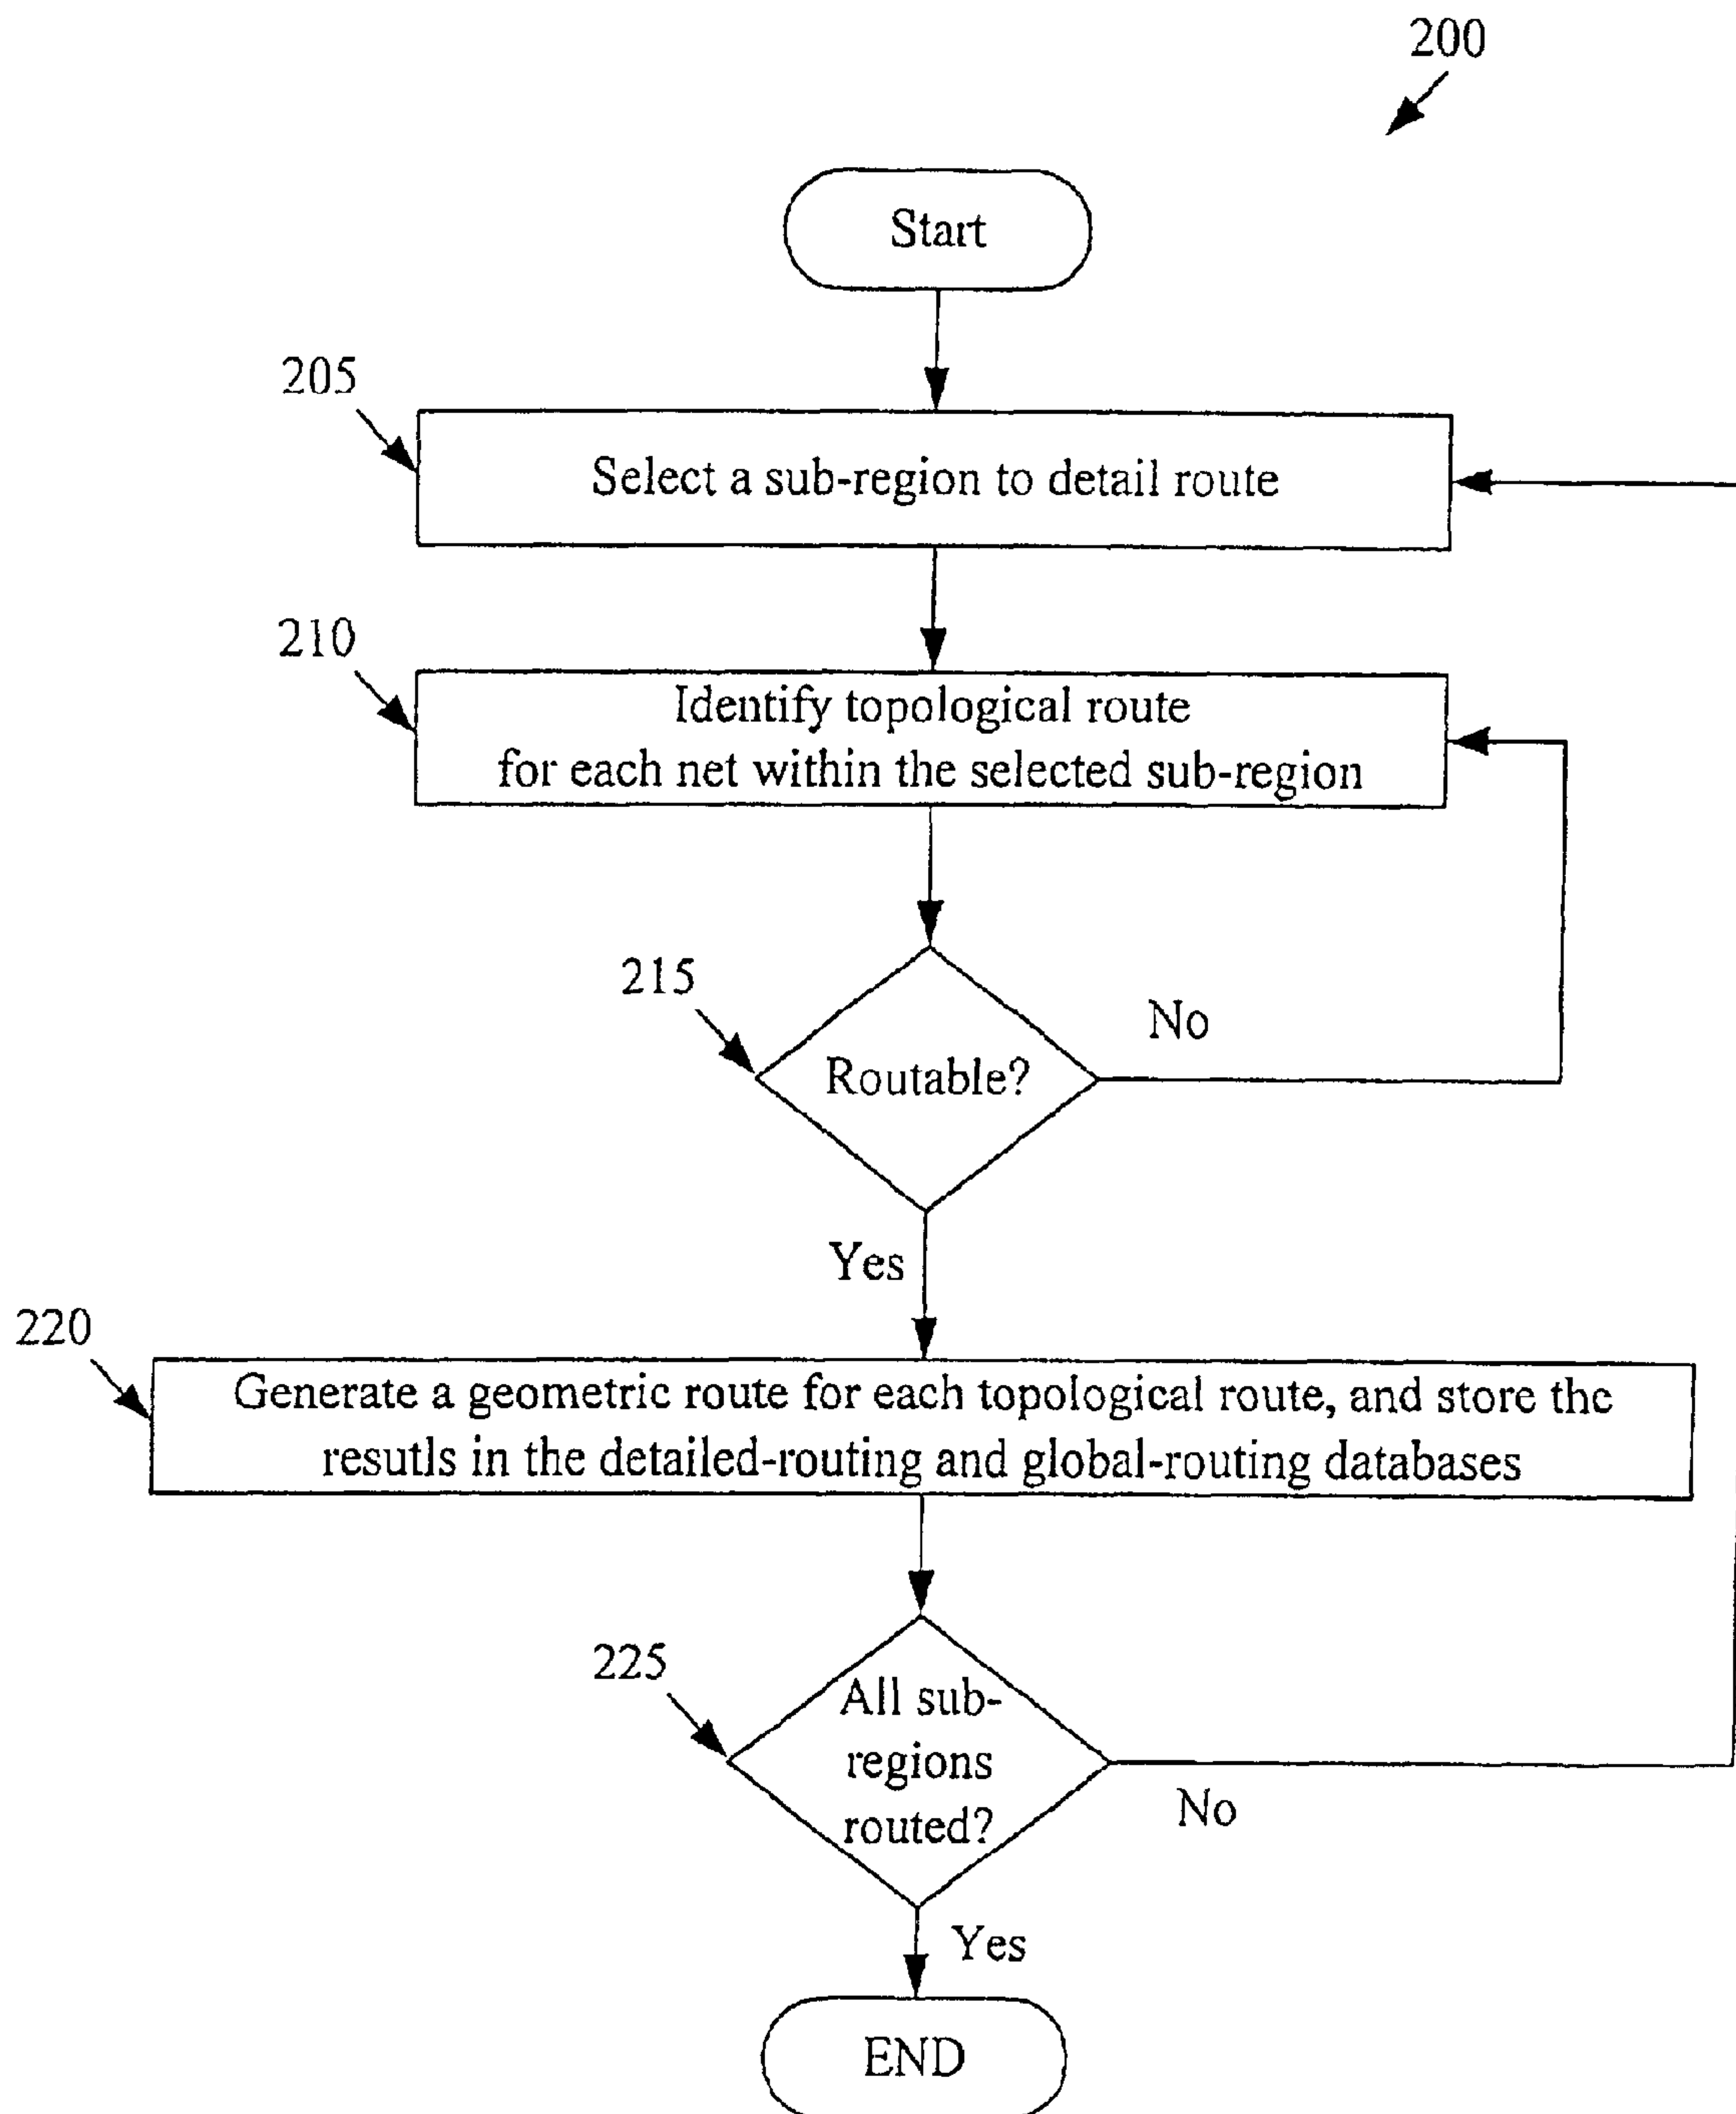 200
Start
205
Select a sub-region to detail route
210
Identify topological route
for each net within the selected sub-region
215
Routable?
No
Yes
220
Generate a geometric route for each topological route, and store the
resutls in the detailed-routing and global-routing databases
225
All sub-
regions
routed?
No
Yes
END